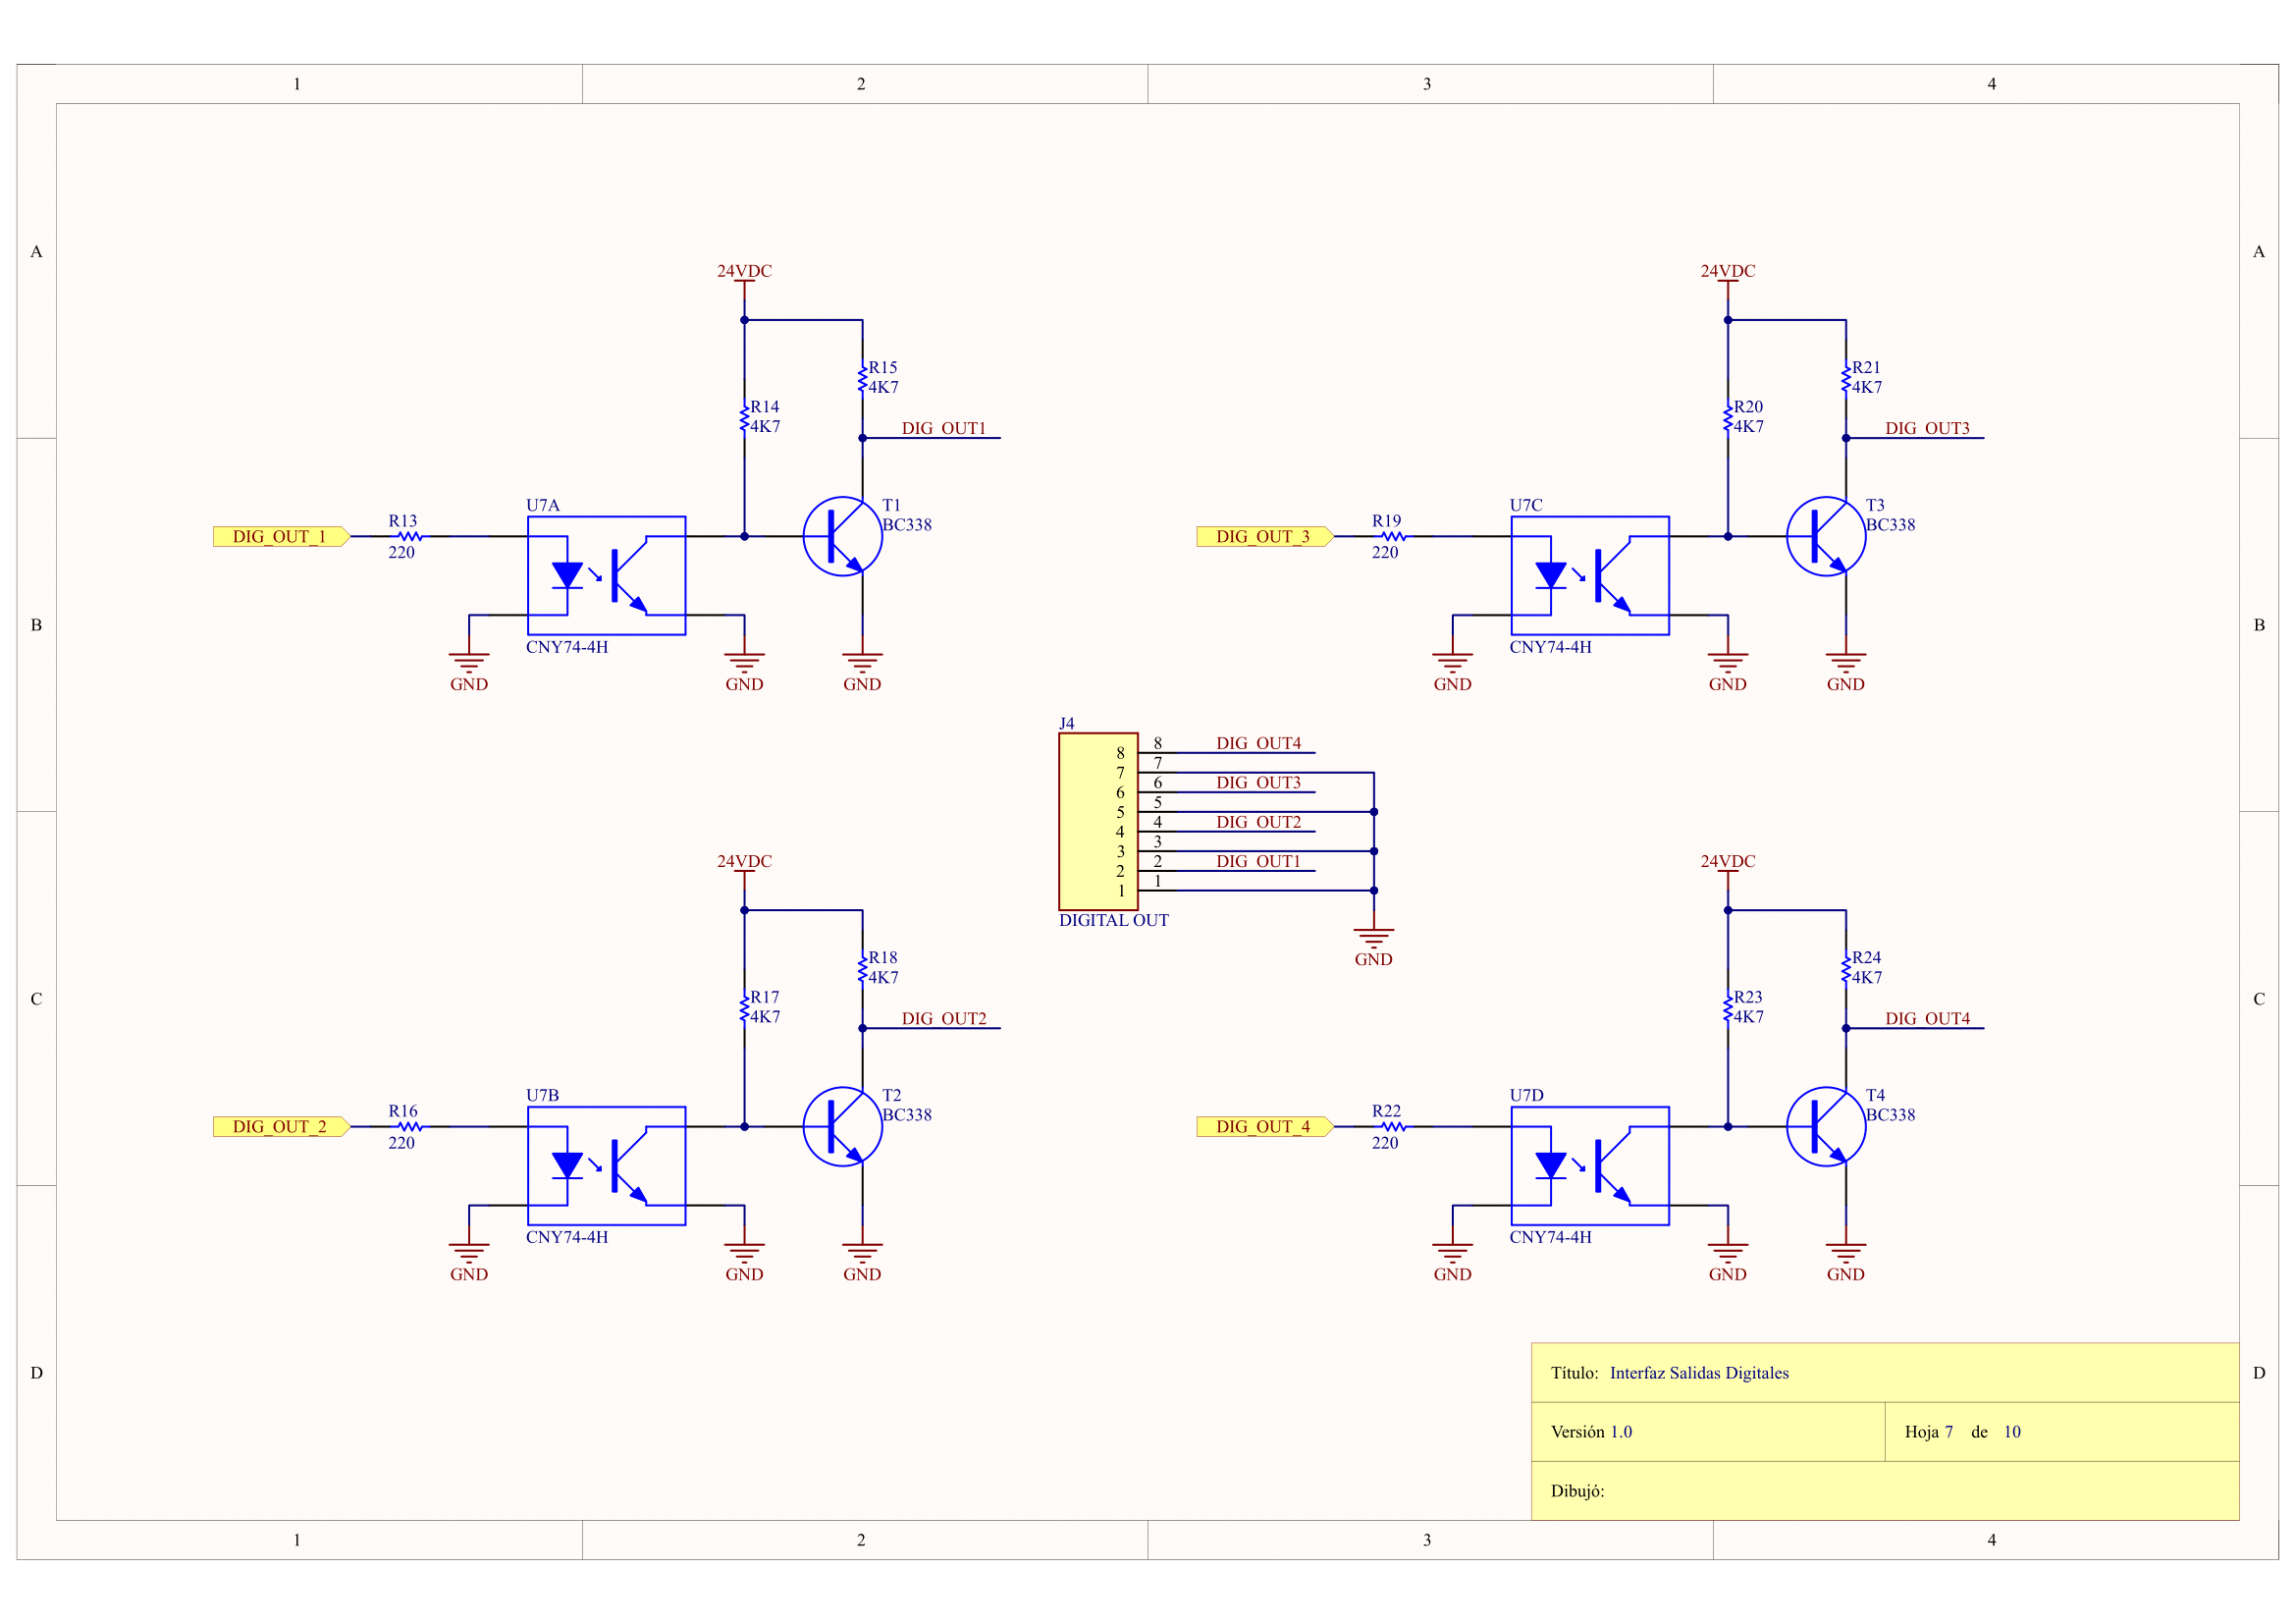 1 2 3 4
A A
24VDC 24VDC
R15 R21
4K7 4K7
R14 R20
4K7 4K7
DIG_OUT1 DIG_OUT3
U7A T1 U7C T3
BC338 BC338
R13 R19
DIG_OUT_1 DIG_OUT_3
220 220
B B
CNY74-4H CNY74-4H
GND GND GND GND GND GND
J4
8 8 DIG_OUT4
7 7
6 6 DIG_OUT3
5 5
4 4 DIG_OUT2
3 3
2 2 DIG_OUT1
1 1
DIGITAL OUT
GND
24VDC 24VDC
R18 R24
4K7 4K7
C C
R17 R23
4K7 4K7
DIG_OUT2 DIG_OUT4
U7B T2 U7D T4
BC338 BC338
R16 R22
DIG_OUT_2 DIG_OUT_4
220 220
CNY74-4H CNY74-4H
GND GND GND GND GND GND
D D
Título: Interfaz Salidas Digitales
Versión 1.0 Hoja 7 de 10
Dibujó:
1 2 3 4